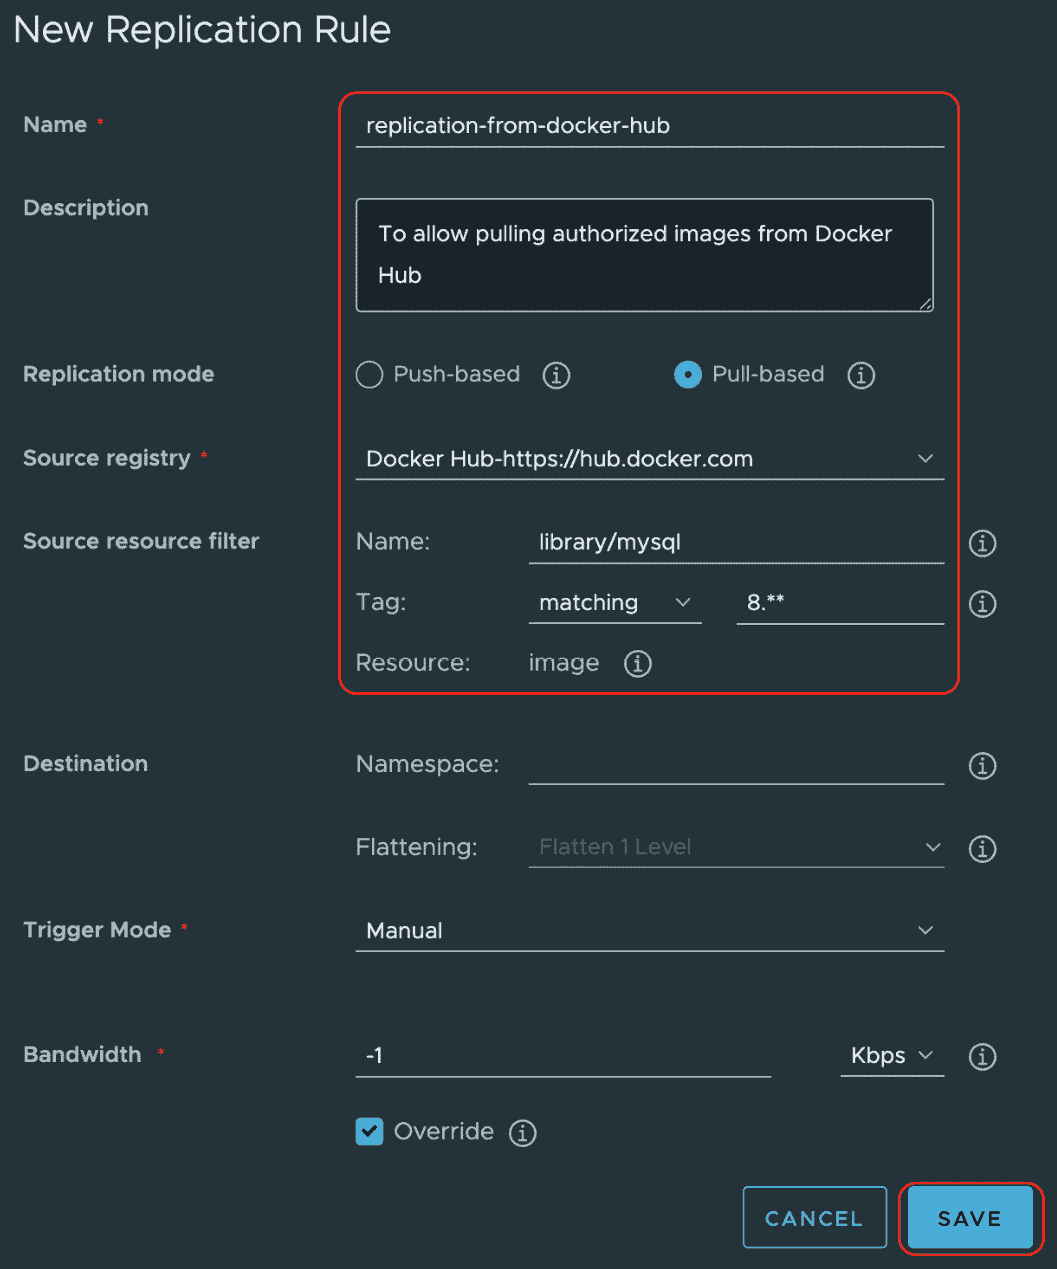 New Replication Rule
Name *
replication-from-docker-hub
Description
To allow pulling authorized images from Docker
Hub
Replication mode
Push-based
Pull-based
Source registry *
Docker Hub-https://hub.docker.com
Source resource filter
Name:
library/mysql
Tag:
matching
8.**
Resource:
image
Destination
Namespace:
Flattening:
Flatten 1 Level
Trigger Mode *
Manual
Bandwidth *
-1
Kbps
Override
CANCEL
SAVE